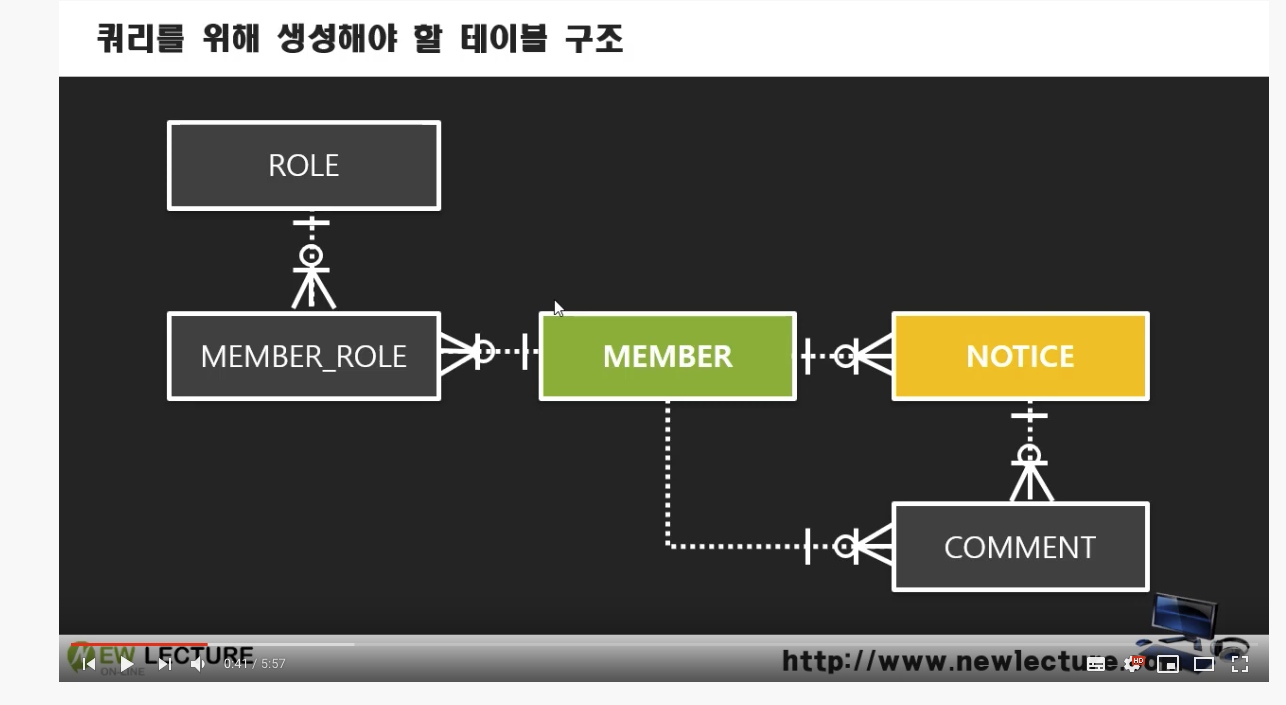 쿼리를 위해 생성해야 할 테이블 구조
ROLE
MEMBER_ROLE
MEMBER
NOTICE
COMMENT
NEW LECTURE
ON-LINE
0:41 / 5:57
http://www.newlecture.co
HD